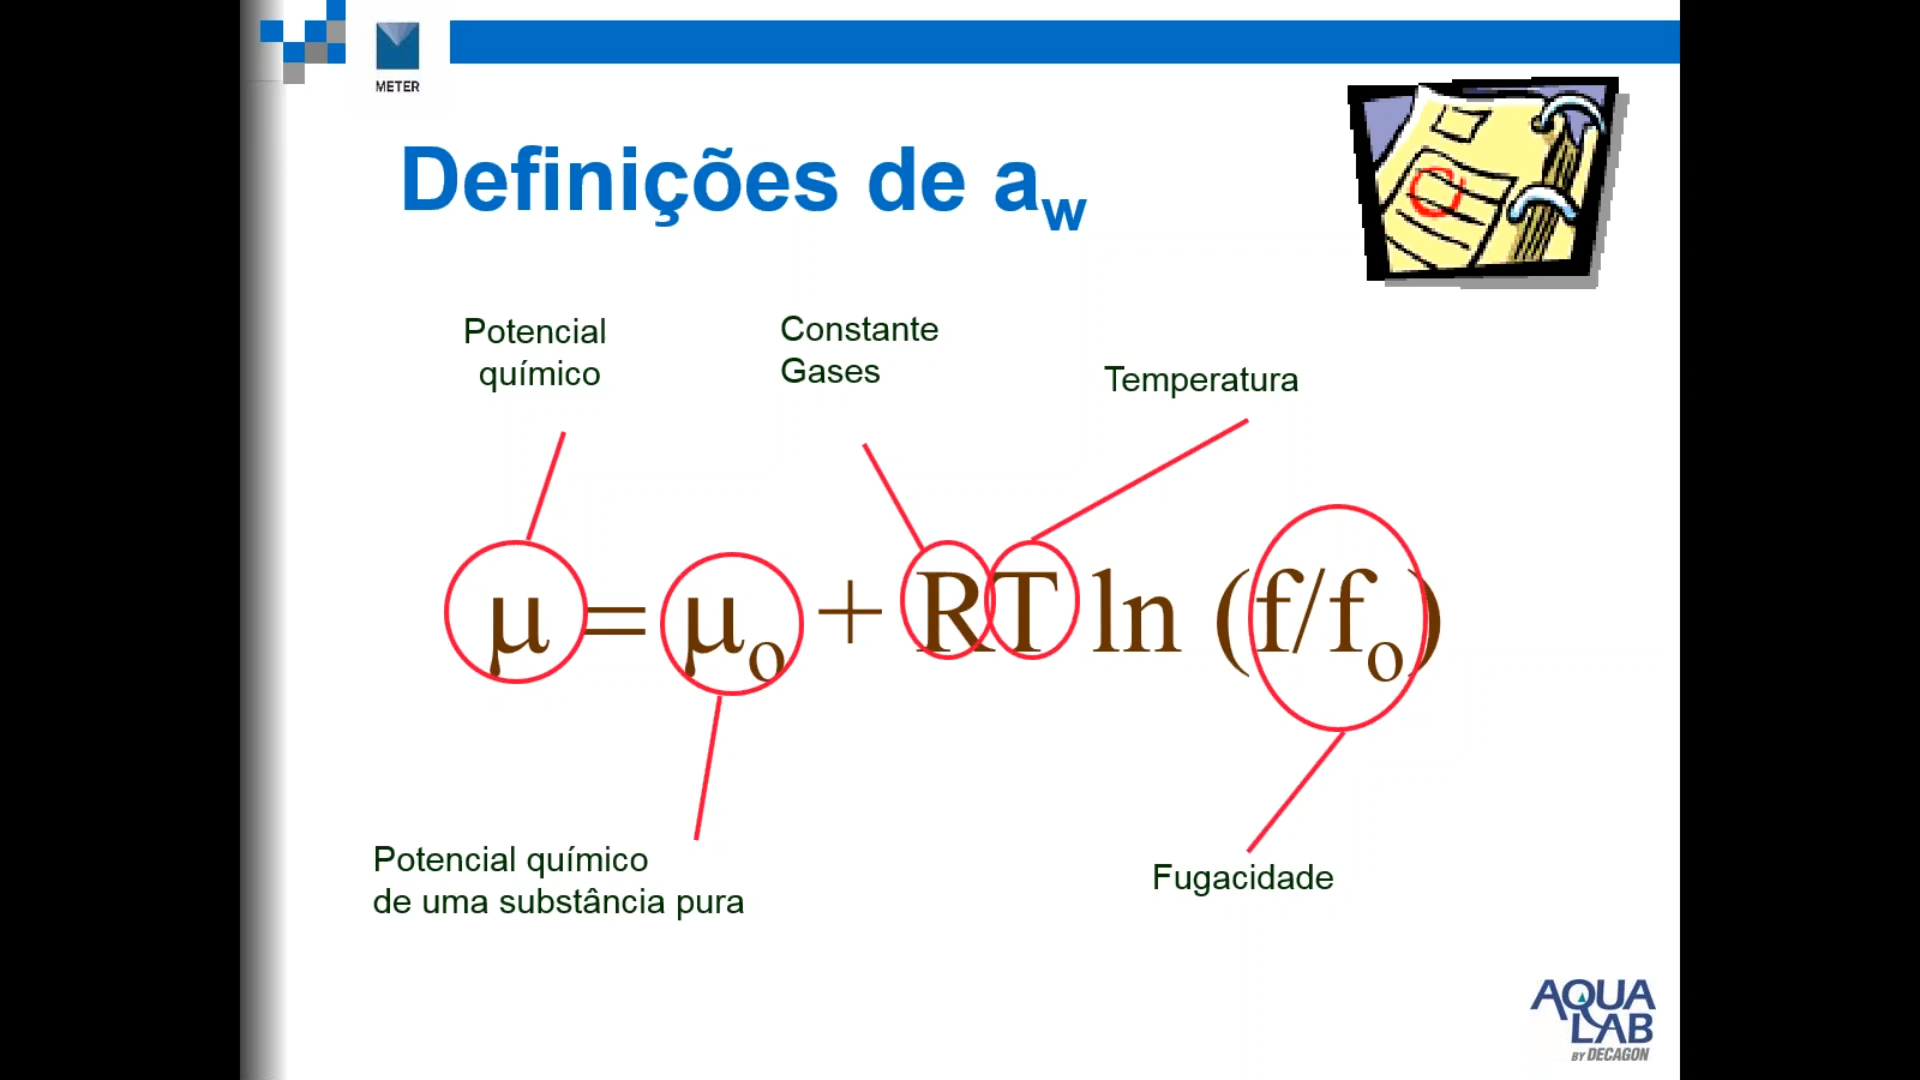 METER
Definições de aw
Potencial
químico
Constante
Gases
Temperatura
μ = μo + RT ln (f/fo)
Potencial químico
de uma substância pura
Fugacidade
AQUA
LAB
BY DECAGON